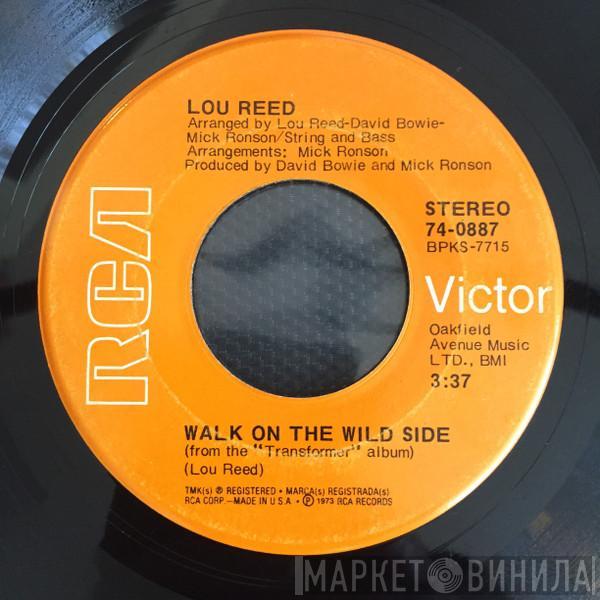 LOU REED
Arranged by Lou Reed-David Bowie-
Mick Ronson/String and Bass
Arrangements: Mick Ronson
Produced by David Bowie and Mick Ronson
RCA
STEREO
74-0887
BPKS-7715
Victor
Oakfield
Avenue Music
LTD., BMI
3:37
WALK ON THE WILD SIDE
(from the "Transformer" album)
(Lou Reed)
TMK(s) ® REGISTERED • MARCA(s) REGISTRADA(S)
RCA CORP.-MADE IN U.S.A. • ℗ 1973 RCA RECORDS
МАРКЕТ ВИНИЛА